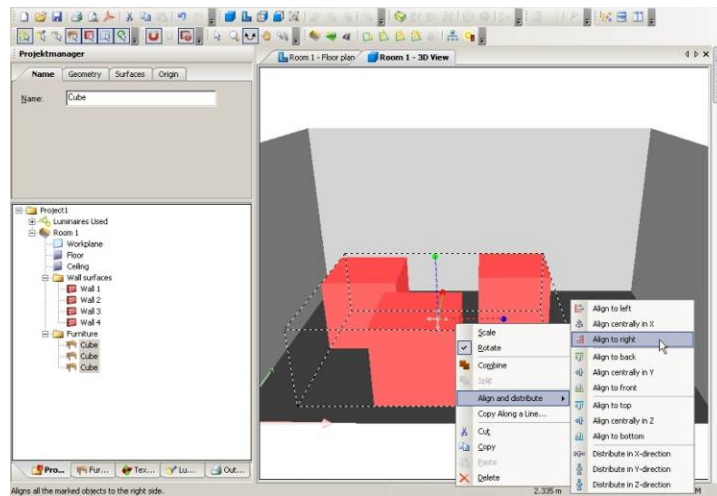 Projektmanager
Room 1 - Floor plan
Room 1 - 3D View
Name
Geometry
Surfaces
Origin
Name:
Cube
Project1
Luminaires Used
Room 1
Workplane
Floor
Ceiling
Wall surfaces
Wall 1
Wall 2
Wall 3
Wall 4
Furniture
Cube
Cube
Cube
Scale
Rotate
Combine
Split
Align and distribute
Copy Along a Line...
Cut
Copy
Paste
Delete
Align to left
Align centrally in X
Align to right
Align to back
Align centrally in Y
Align to front
Align to top
Align centrally in Z
Align to bottom
Distribute in X-direction
Distribute in Y-direction
Distribute in Z-direction
Pro...
Fur...
Tex...
Lu...
Out...
Aligns all the marked objects to the right side.
2.335 m
M